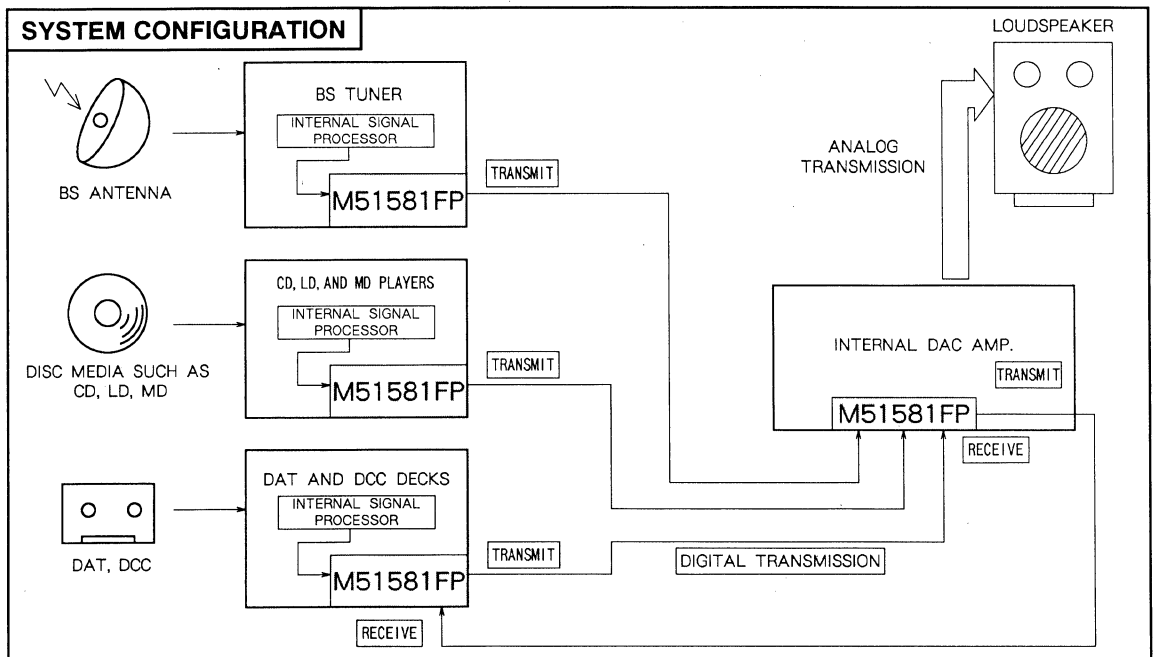 SYSTEM CONFIGURATION
LOUDSPEAKER
BS TUNER
INTERNAL SIGNAL
PROCESSOR
M51581FP
TRANSMIT
BS ANTENNA
ANALOG
TRANSMISSION
CD, LD, AND MD PLAYERS
INTERNAL SIGNAL
PROCESSOR
M51581FP
TRANSMIT
DISC MEDIA SUCH AS
CD, LD, MD
INTERNAL DAC AMP.
TRANSMIT
M51581FP
RECEIVE
DAT AND DCC DECKS
INTERNAL SIGNAL
PROCESSOR
M51581FP
TRANSMIT
DIGITAL TRANSMISSION
DAT, DCC
RECEIVE